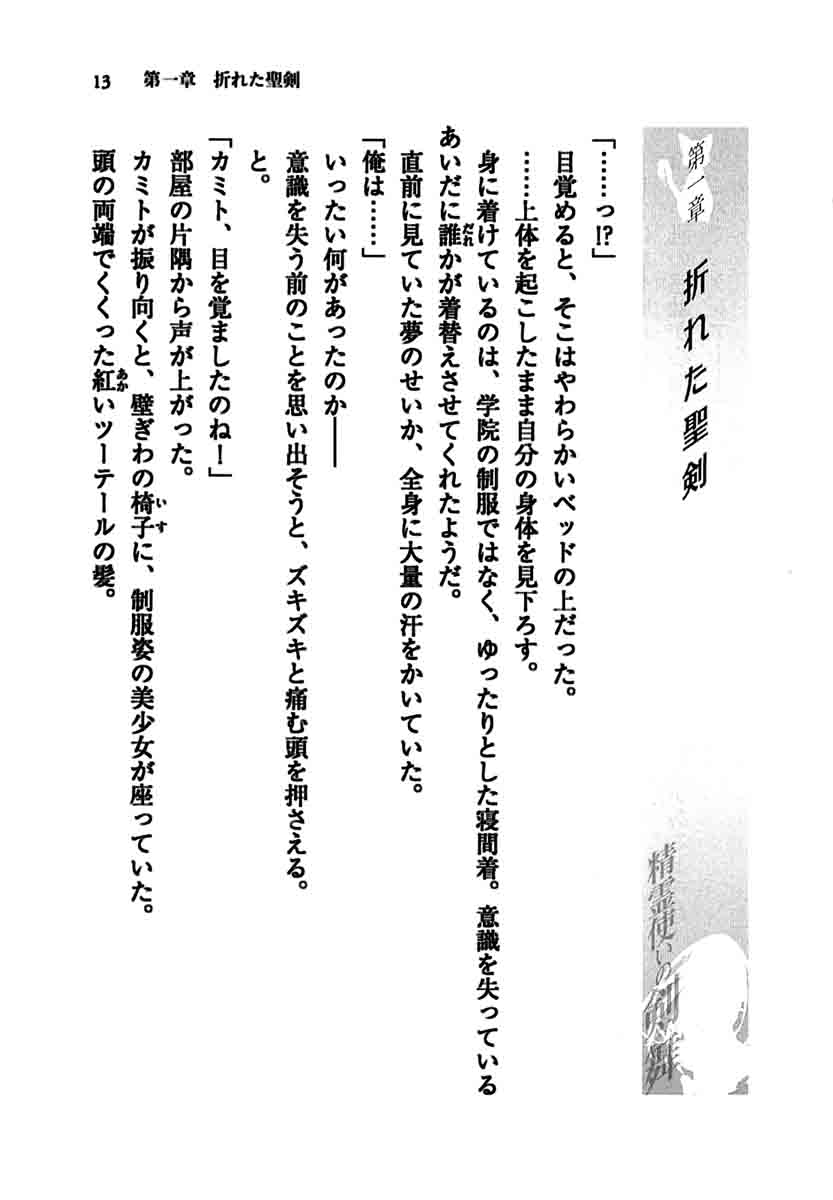 13　第一章　折れた聖剣
第一章　折れた聖剣
精霊使いの剣舞
「……っ!?」
目覚めると、そこはやわらかいベッドの上だった。
……上体を起こしたまま自分の身体を見下ろす。
身に着けているのは、学院の制服ではなく、ゆったりとした寝間着。意識を失っている
あいだに誰かが着替えさせてくれたようだ。
直前に見ていた夢のせいか、全身に大量の汗をかいていた。
「俺は……」
いったい何があったのか――
意識を失う前のことを思い出そうと、ズキズキと痛む頭を押さえる。
と。
「カミト、目を覚ましたのね！」
部屋の片隅から声が上がった。
カミトが振り向くと、壁ぎわの椅子に、制服姿の美少女が座っていた。
頭の両端でくくった紅いツーテールの髪。